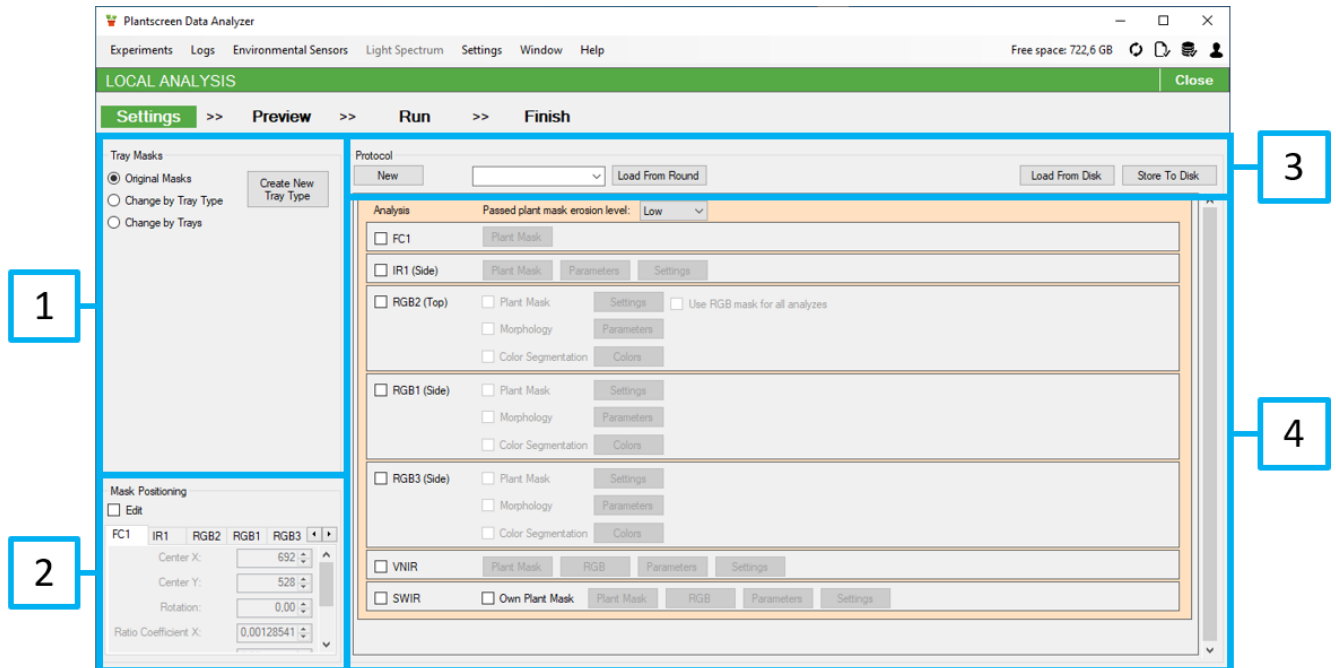 Plantscreen Data Analyzer
Experiments Logs Environmental Sensors Light Spectrum Settings Window Help Free space: 722,6 GB
LOCAL ANALYSIS Close
Settings >> Preview >> Run >> Finish
Tray Masks
Original Masks
Change by Tray Type
Change by Trays
Create New
Tray Type
1
Mask Positioning
Edit
FC1 IR1 RGB2 RGB1 RGB3
Center X: 692
Center Y: 528
Rotation: 0,00
Ratio Coefficient X: 0,00128541
2
Protocol
New Load From Round Load From Disk Store To Disk
3
Analysis Passed plant mask erosion level: Low
FC1 Plant Mask
IR1 (Side) Plant Mask Parameters Settings
RGB2 (Top) Plant Mask Settings Use RGB mask for all analyzes
Morphology Parameters
Color Segmentation Colors
RGB1 (Side) Plant Mask Settings
Morphology Parameters
Color Segmentation Colors
RGB3 (Side) Plant Mask Settings
Morphology Parameters
Color Segmentation Colors
VNIR Plant Mask RGB Parameters Settings
SWIR Own Plant Mask Plant Mask RGB Parameters Settings
4